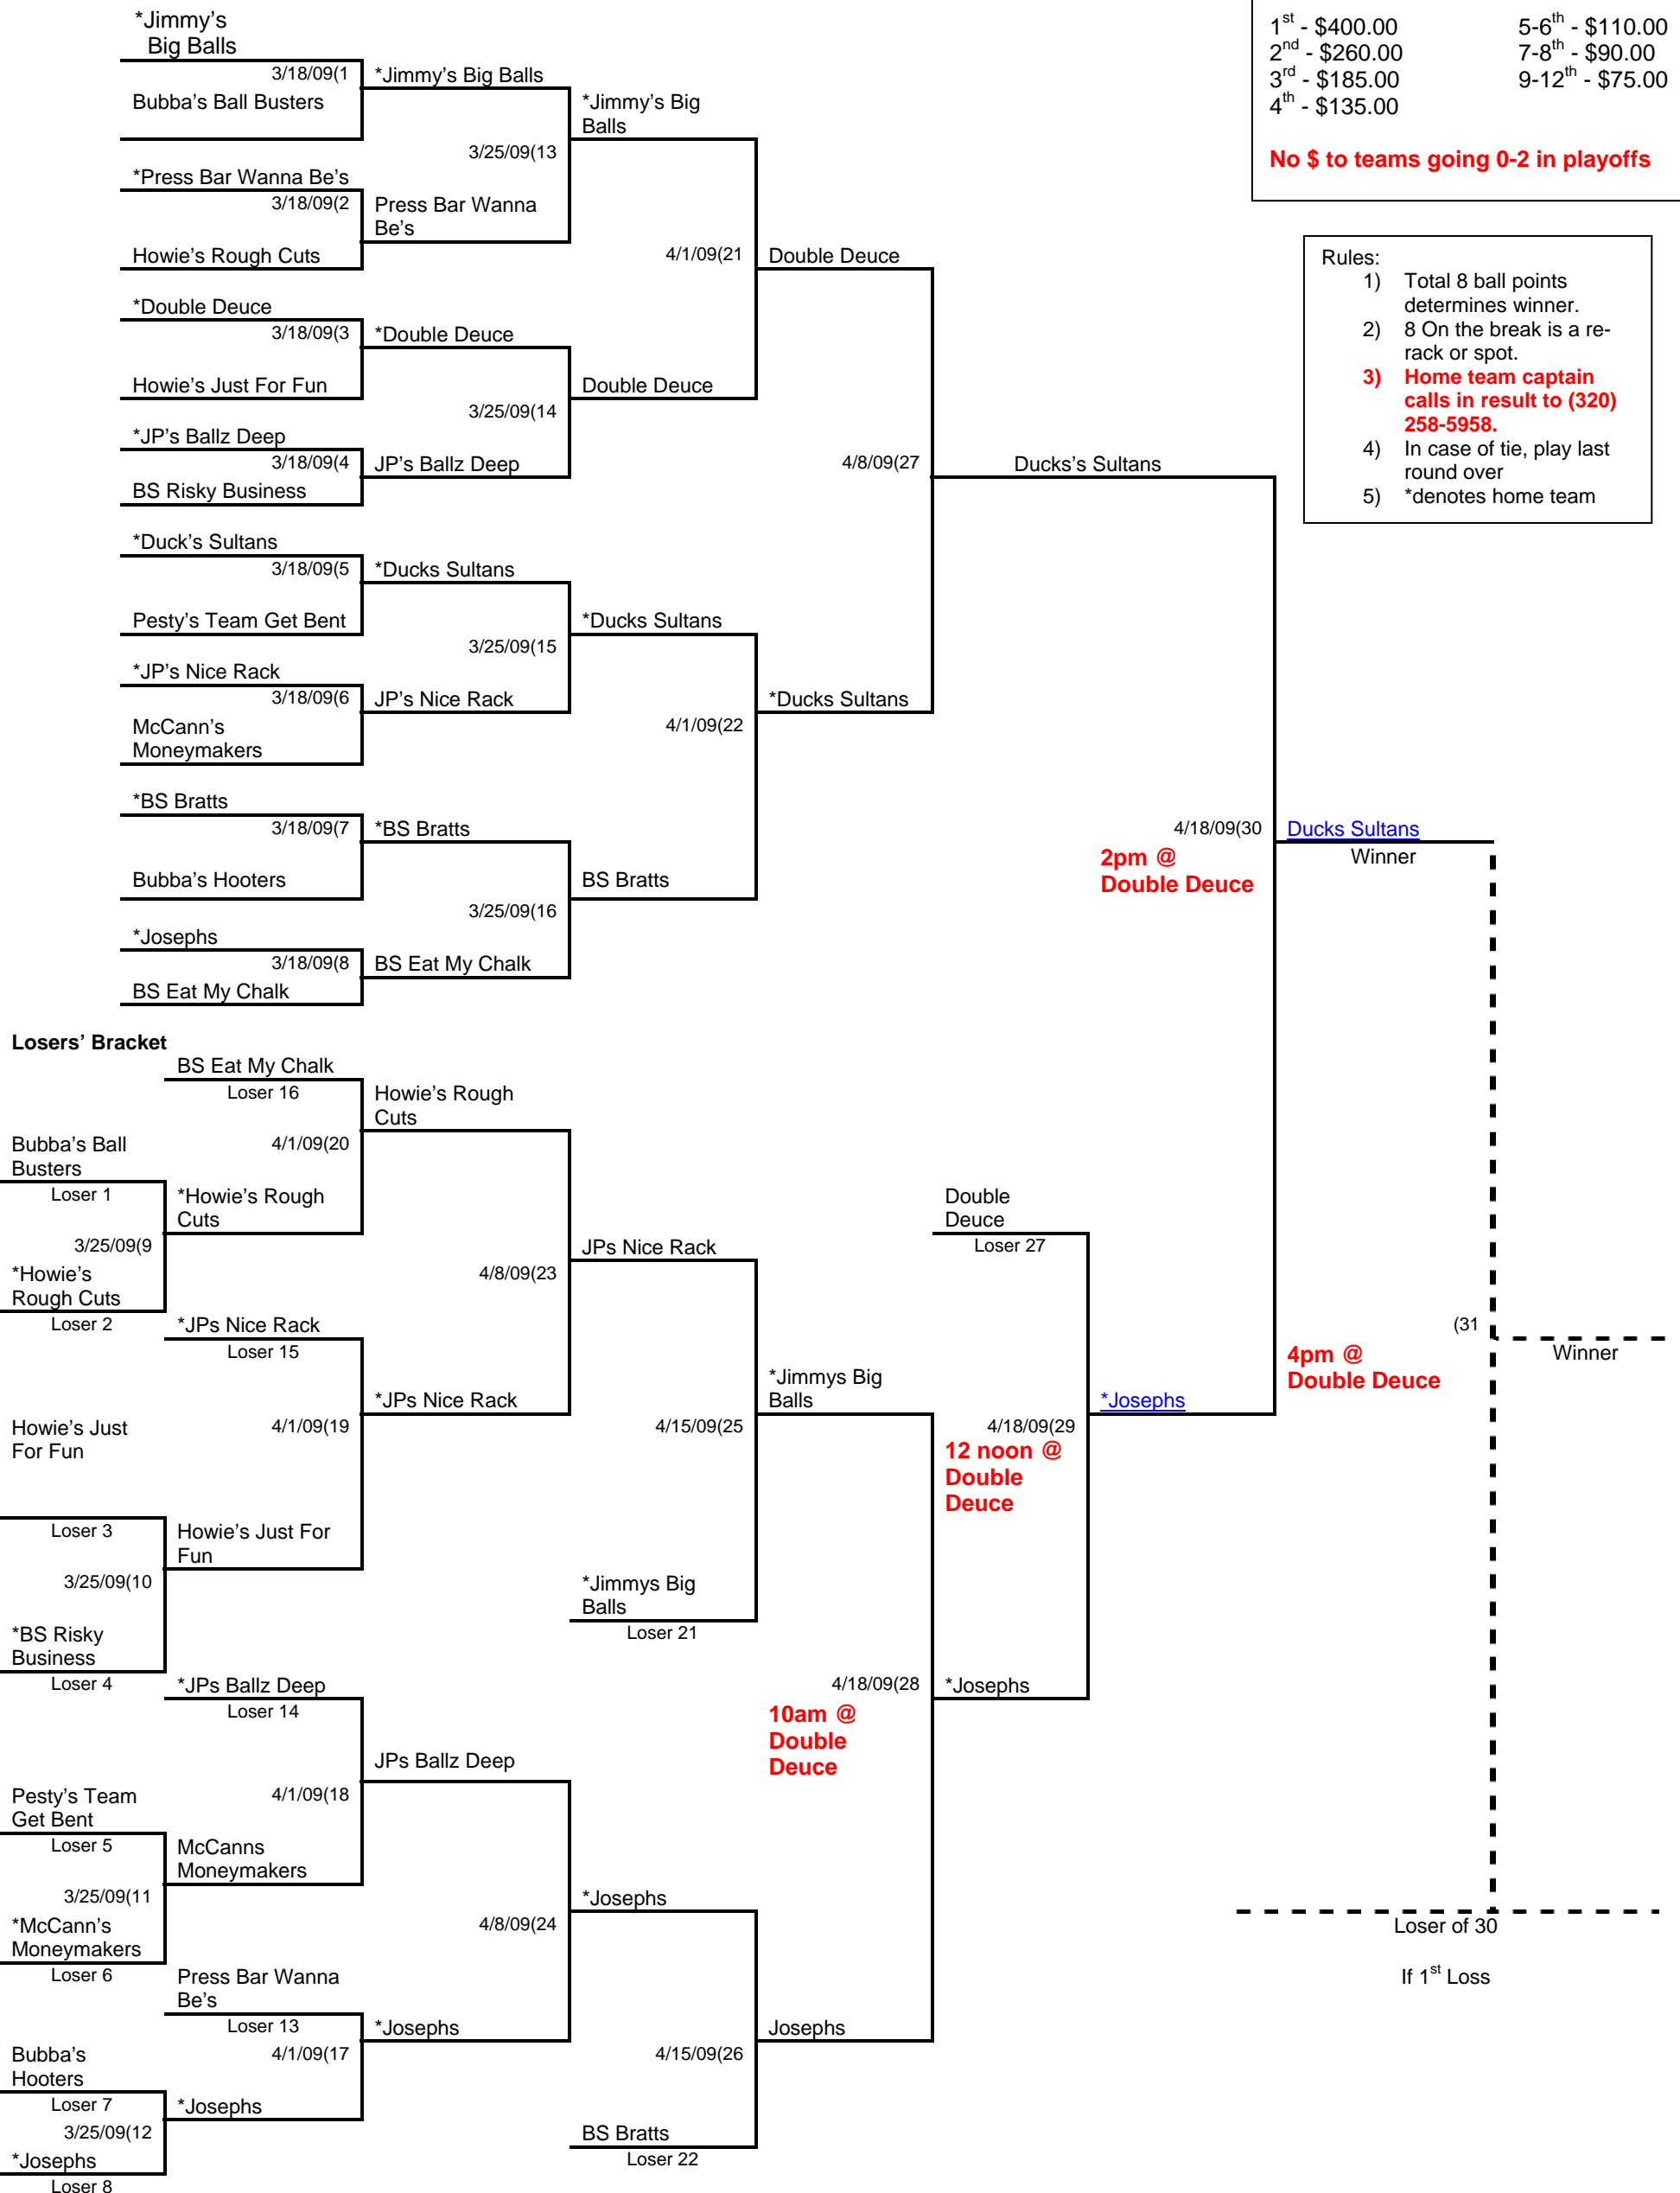 *Jimmy's
Big Balls
3/18/09(1
Bubba's Ball Busters
*Jimmy's Big Balls
3/25/09(13
*Press Bar Wanna Be's
3/18/09(2
Howie's Rough Cuts
Press Bar Wanna
Be's
*Jimmy's Big
Balls
4/1/09(21
*Double Deuce
3/18/09(3
Howie's Just For Fun
*Double Deuce
3/25/09(14
*JP's Ballz Deep
3/18/09(4
BS Risky Business
JP's Ballz Deep
Double Deuce
Double Deuce
4/8/09(27
*Duck's Sultans
3/18/09(5
Pesty's Team Get Bent
*Ducks Sultans
3/25/09(15
*JP's Nice Rack
3/18/09(6
McCann's
Moneymakers
JP's Nice Rack
*Ducks Sultans
4/1/09(22
*BS Bratts
3/18/09(7
Bubba's Hooters
*BS Bratts
3/25/09(16
*Josephs
3/18/09(8
BS Eat My Chalk
BS Eat My Chalk
BS Bratts
*Ducks Sultans
Ducks's Sultans
4/18/09(30
2pm @
Double Deuce
Ducks Sultans
Winner
1st - $400.00
5-6th - $110.00
2nd - $260.00
7-8th - $90.00
3rd - $185.00
9-12th - $75.00
4th - $135.00
No $ to teams going 0-2 in playoffs
Rules:
1) Total 8 ball points
determines winner.
2) 8 On the break is a re-
rack or spot.
3) Home team captain
calls in result to (320)
258-5958.
4) In case of tie, play last
round over
5) *denotes home team
Losers' Bracket
BS Eat My Chalk
Loser 16
4/1/09(20
Bubba's Ball
Busters
Loser 1
3/25/09(9
*Howie's
Rough Cuts
Loser 2
*Howie's Rough
Cuts
Howie's Rough
Cuts
4/8/09(23
*JPs Nice Rack
Loser 15
4/1/09(19
Howie's Just
For Fun
Loser 3
3/25/09(10
*BS Risky
Business
Loser 4
Howie's Just For
Fun
*JPs Nice Rack
JPs Nice Rack
4/15/09(25
*Jimmys Big
Balls
Loser 21
*Jimmys Big
Balls
4/18/09(28
10am @
Double
Deuce
*JPs Ballz Deep
Loser 14
4/1/09(18
Pesty's Team
Get Bent
Loser 5
3/25/09(11
*McCann's
Moneymakers
Loser 6
McCanns
Moneymakers
JPs Ballz Deep
4/8/09(24
Press Bar Wanna
Be's
Loser 13
4/1/09(17
Bubba's
Hooters
Loser 7
3/25/09(12
*Josephs
Loser 8
*Josephs
*Josephs
*Josephs
4/15/09(26
BS Bratts
Loser 22
Josephs
*Josephs
Double
Deuce
Loser 27
4/18/09(29
12 noon @
Double
Deuce
*Josephs
(31
4pm @
Double Deuce
Winner
Loser of 30
If 1st Loss